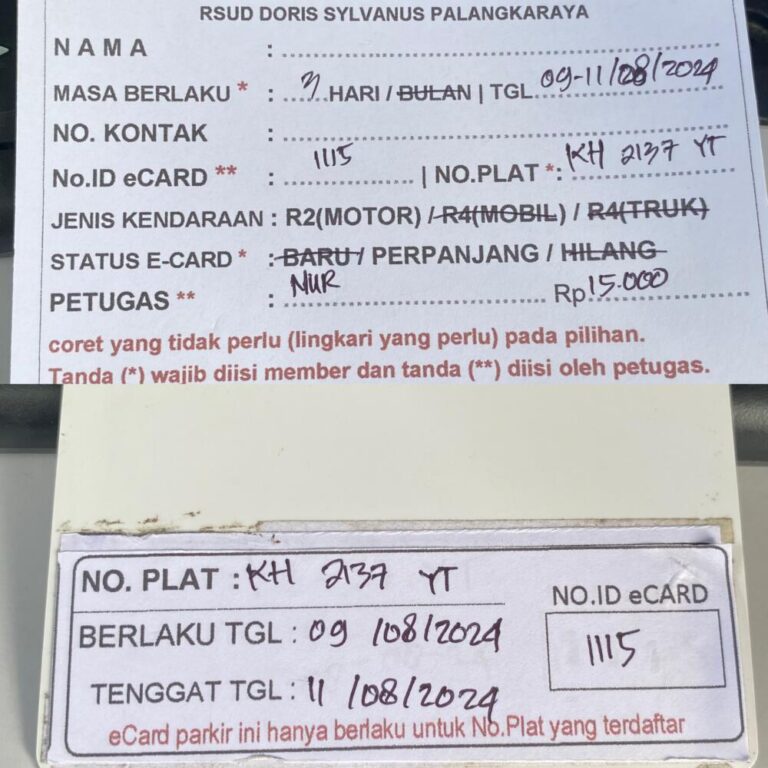 RSUD DORIS SYLVANUS PALANGKARAYA
NAMA :
MASA BERLAKU * : 3 HARI / BULAN | TGL 09-11/08/2024
NO. KONTAK :
No.ID eCARD ** : 1115 | NO.PLAT *: KH 2137 YT
JENIS KENDARAAN : R2(MOTOR) / R4(MOBIL) / R4(TRUK)
STATUS E-CARD * : BARU / PERPANJANG / HILANG
PETUGAS ** : NUR Rp 15.000
coret yang tidak perlu (lingkari yang perlu) pada pilihan.
Tanda (*) wajib diisi member dan tanda (**) diisi oleh petugas.
NO. PLAT : KH 2137 YT
NO.ID eCARD
BERLAKU TGL : 09 /08/2024
1115
TENGGAT TGL : 11 /08/2024
eCard parkir ini hanya berlaku untuk No.Plat yang terdaftar